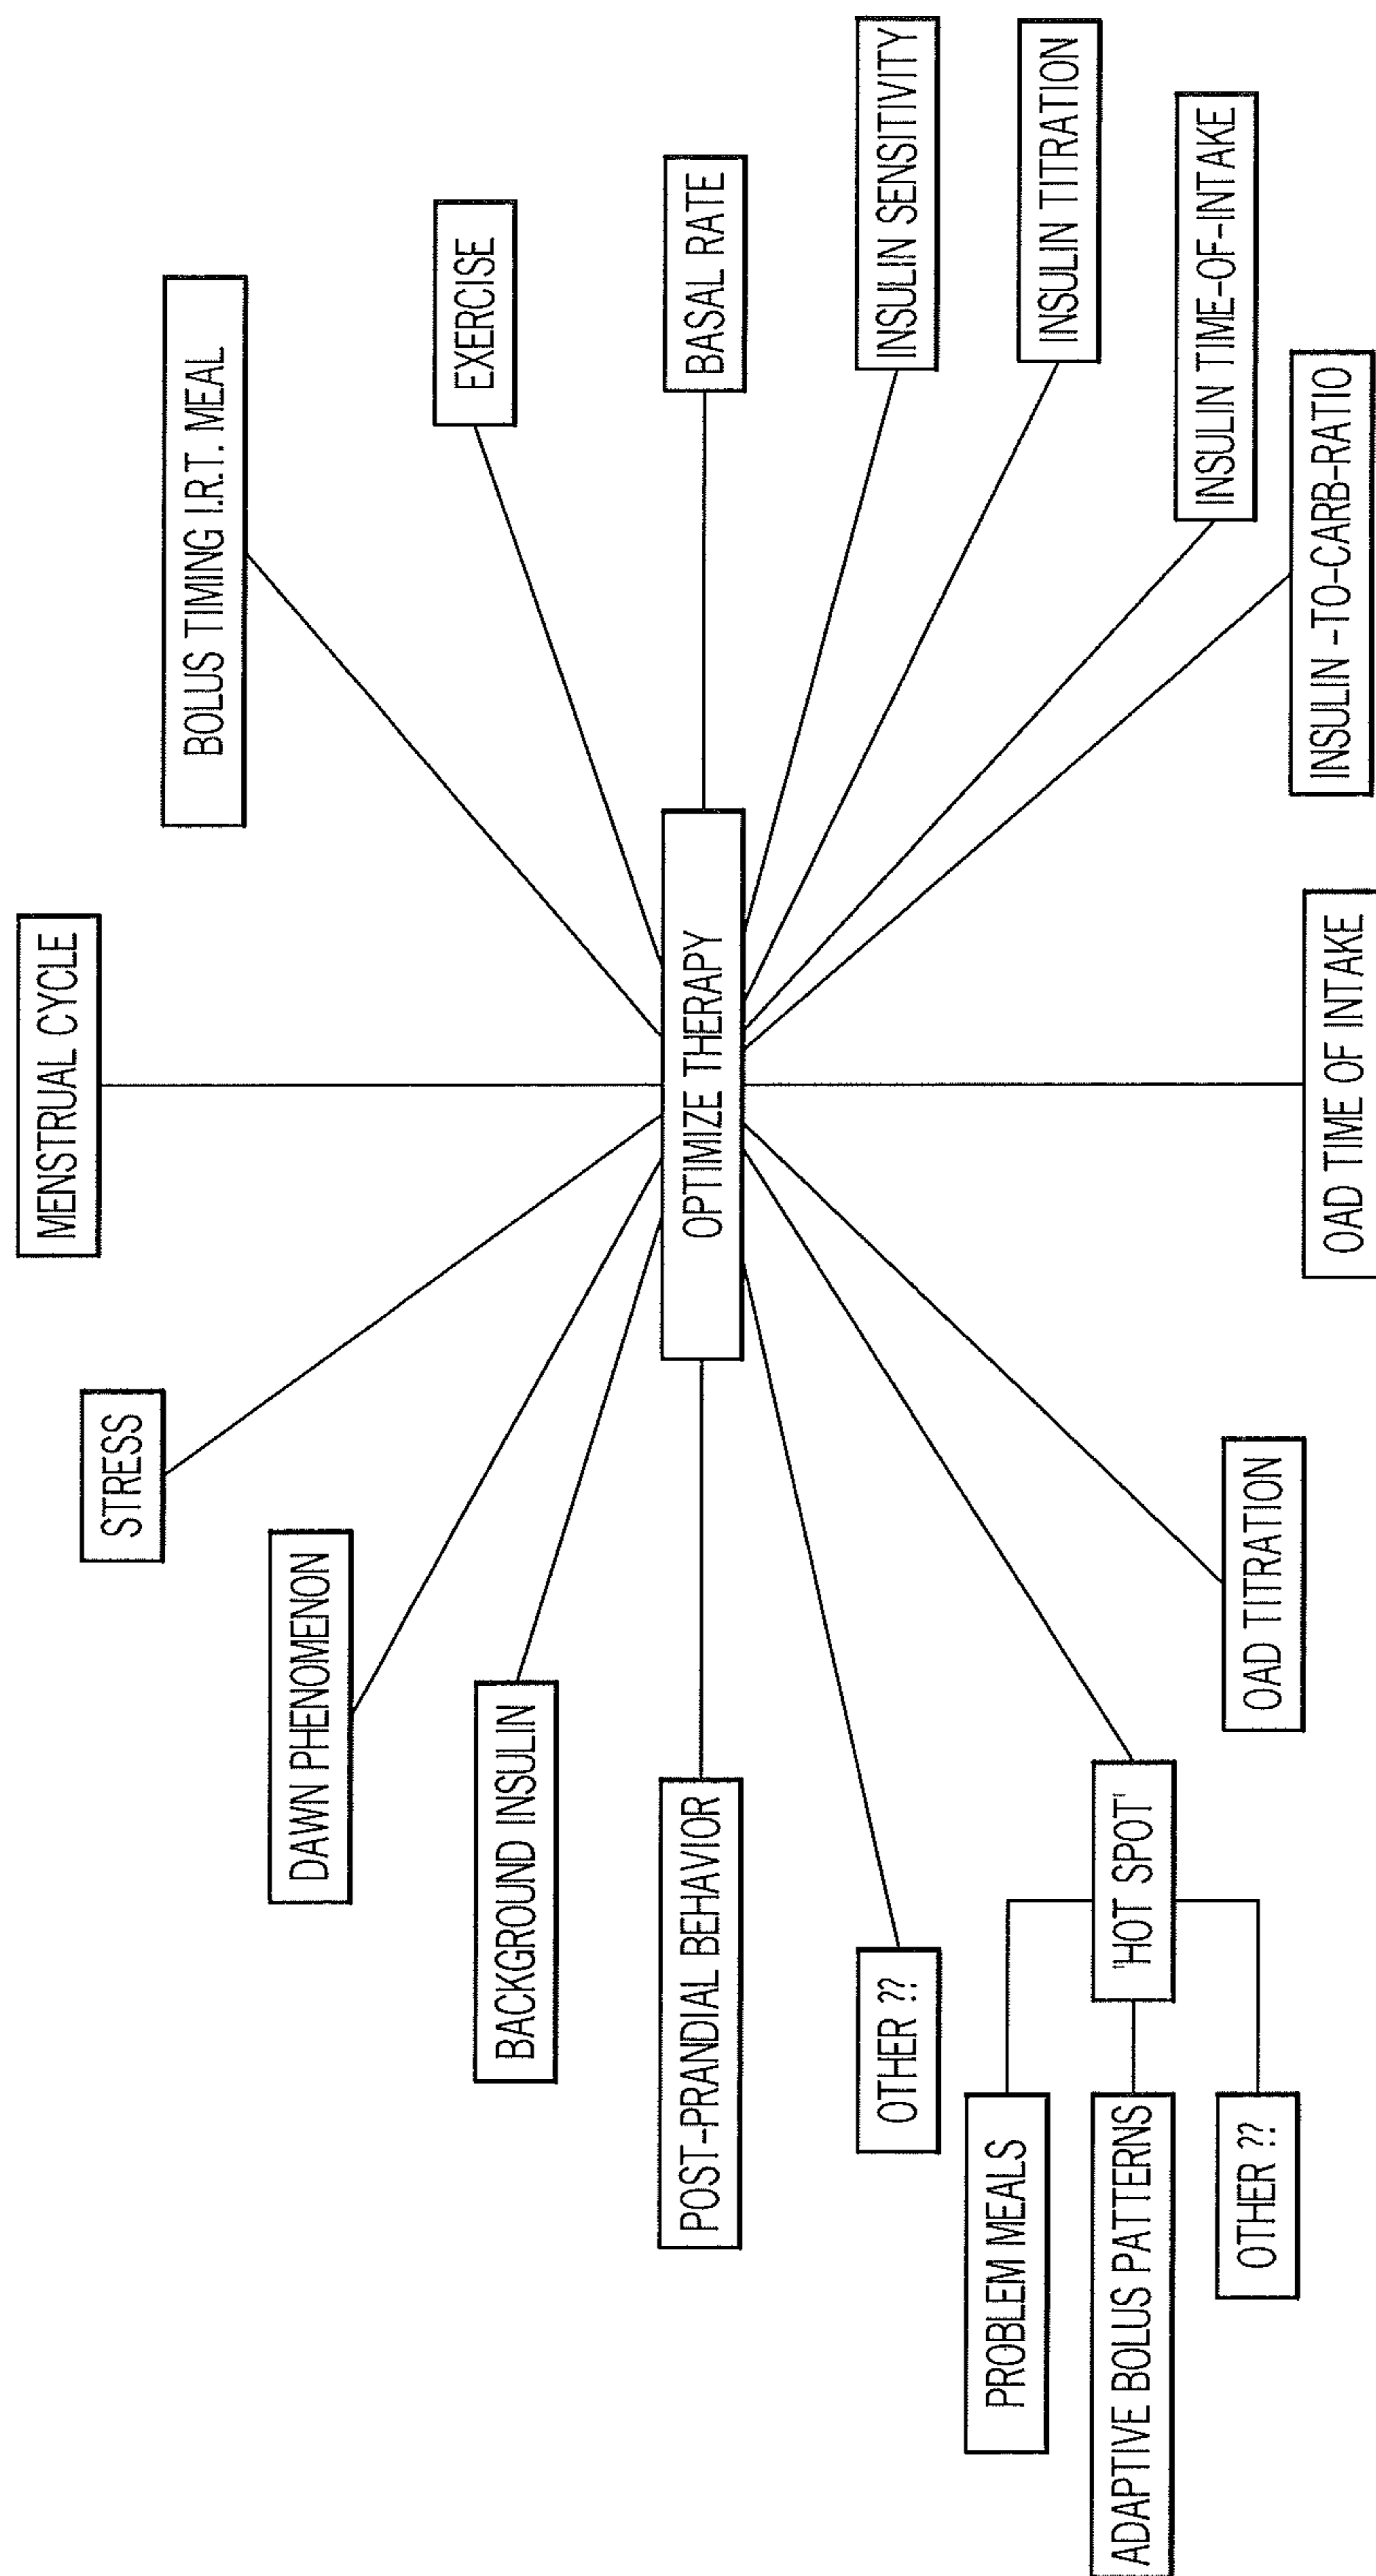 MENSTRUAL CYCLE
STRESS
BOLUS TIMING I.R.T. MEAL
DAWN PHENOMENON
EXERCISE
BACKGROUND INSULIN
POST-PRANDIAL BEHAVIOR
OPTIMIZE THERAPY
BASAL RATE
OTHER ??
INSULIN SENSITIVITY
PROBLEM MEALS
INSULIN TITRATION
ADAPTIVE BOLUS PATTERNS
'HOT SPOT'
INSULIN TIME-OF-INTAKE
OTHER ??
OAD TITRATION
INSULIN -TO-CARB-RATIO
OAD TIME OF INTAKE